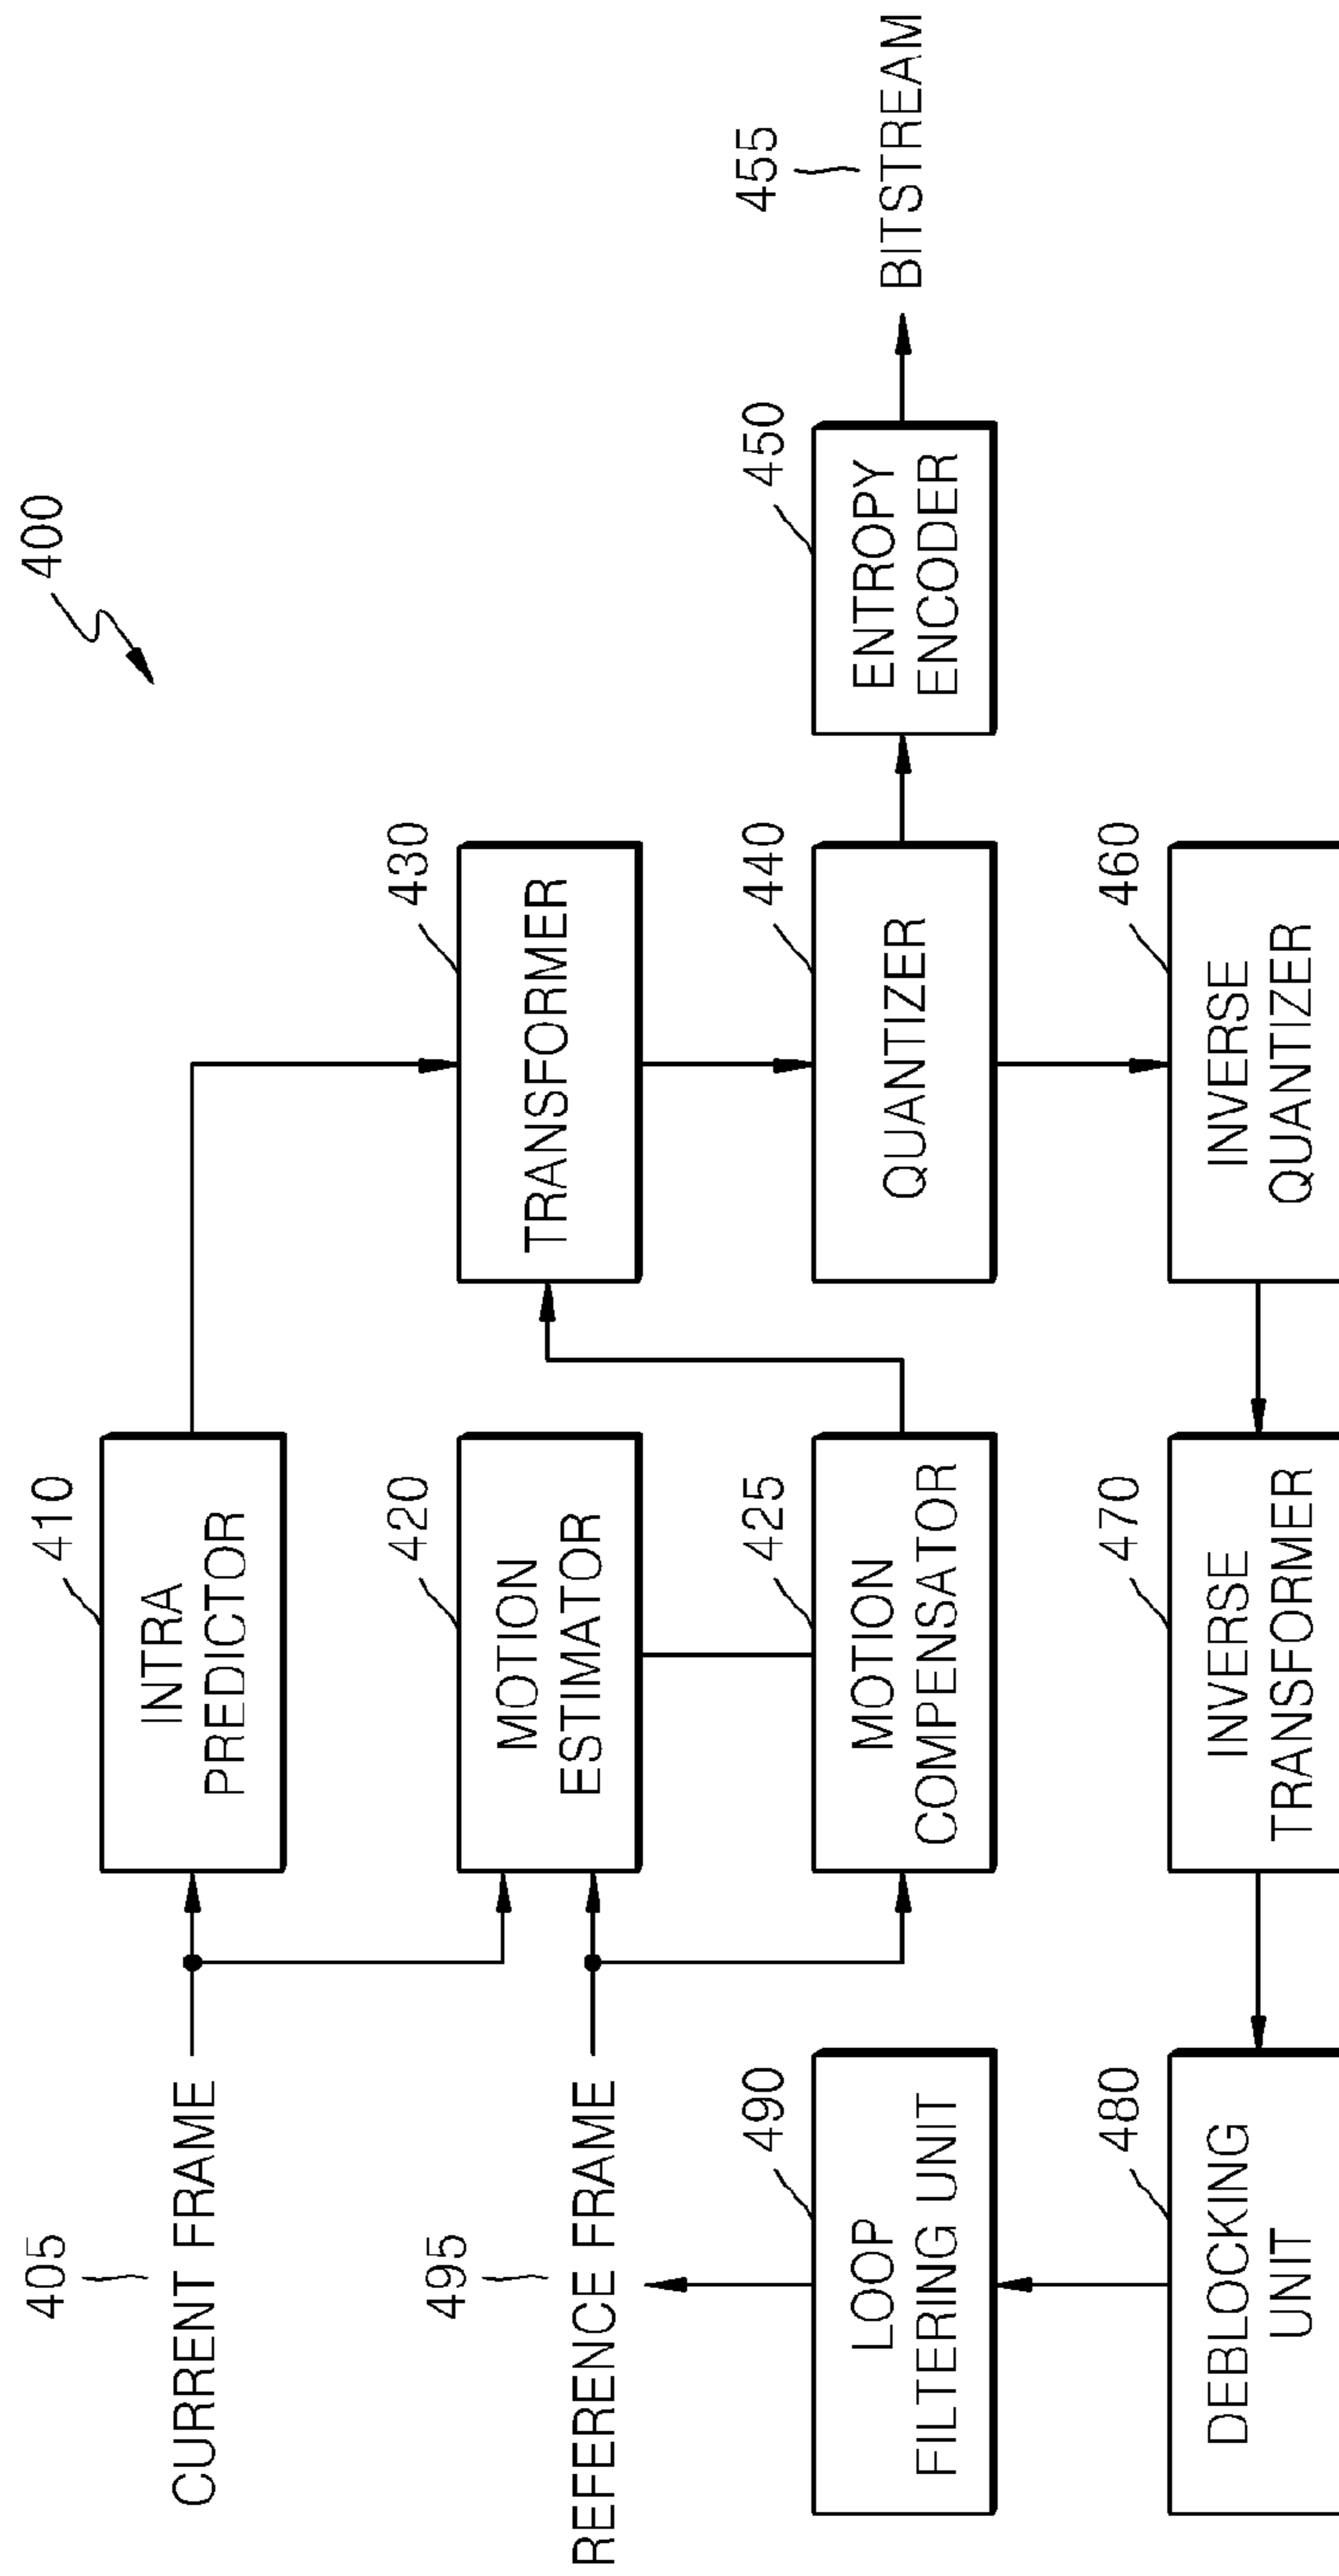 400
405
CURRENT FRAME
410
INTRA
PREDICTOR
495
REFERENCE FRAME
420
MOTION
ESTIMATOR
430
TRANSFORMER
490
LOOP
FILTERING UNIT
425
MOTION
COMPENSATOR
440
QUANTIZER
450
ENTROPY
ENCODER
455
BITSTREAM
480
DEBLOCKING
UNIT
470
INVERSE
TRANSFORMER
460
INVERSE
QUANTIZER